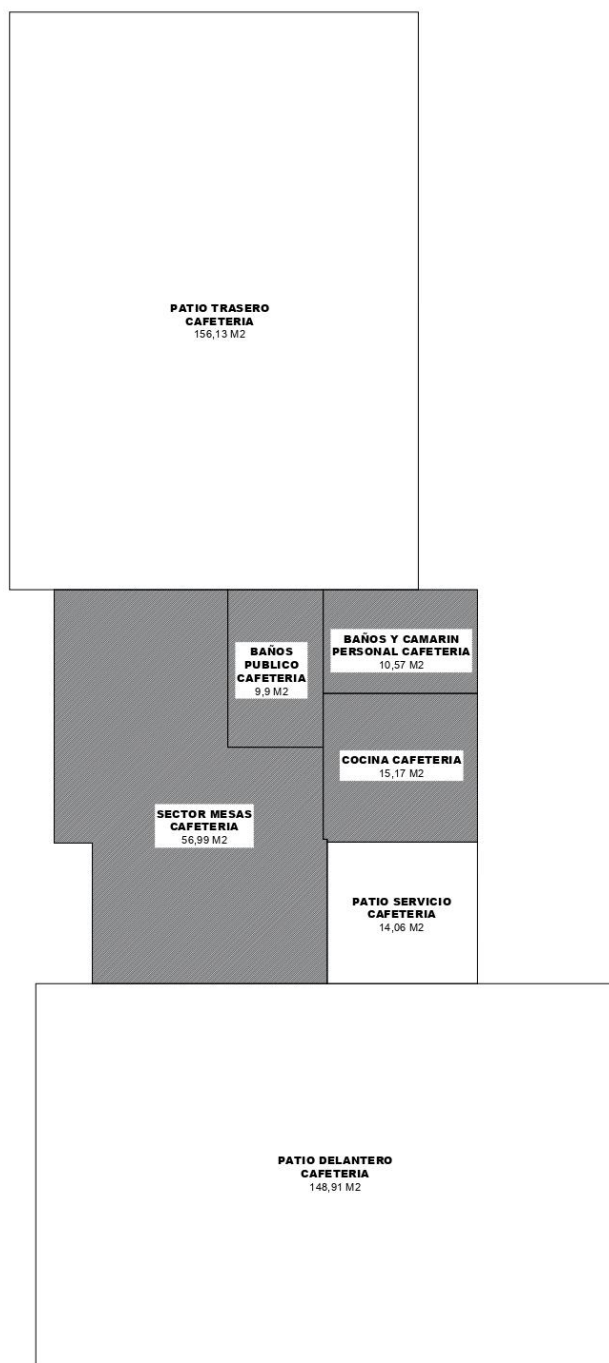 PATIO TRASERO
CAFETERIA
156,13 M2
BAÑOS
PUBLICO
CAFETERIA
9,9 M2
BAÑOS Y CAMARIN
PERSONAL CAFETERIA
10,57 M2
COCINA CAFETERIA
15,17 M2
SECTOR MESAS
CAFETERIA
56,99 M2
PATIO SERVICIO
CAFETERIA
14,06 M2
PATIO DELANTERO
CAFETERIA
148,91 M2